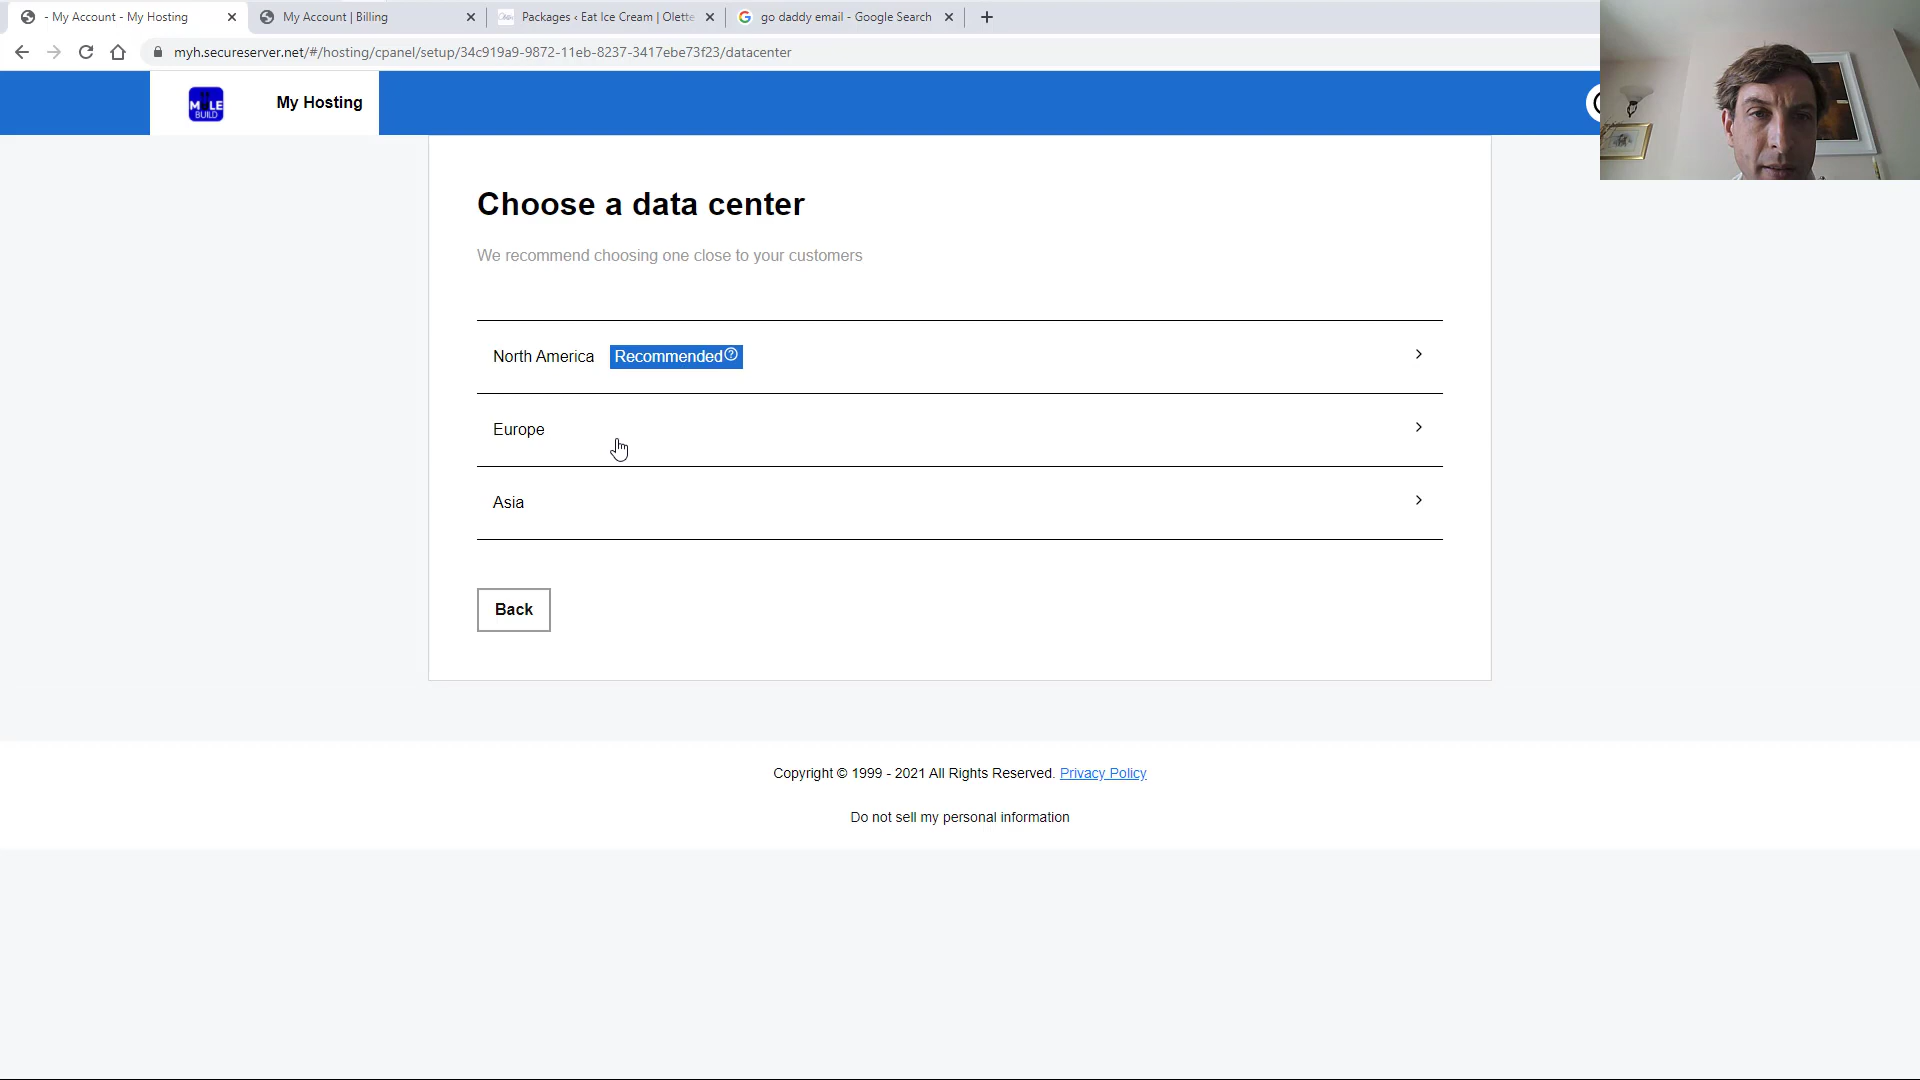 - My Account - My Hosting
My Account | Billing
Packages ‹ Eat Ice Cream | Olette
go daddy email - Google Search
myh.secureserver.net/#/hosting/cpanel/setup/34c919a9-9872-11eb-8237-3417ebe73f23/datacenter
MULE
BUILD
My Hosting
Choose a data center
We recommend choosing one close to your customers
North America Recommended
Europe
Asia
Back
Copyright © 1999 - 2021 All Rights Reserved. Privacy Policy
Do not sell my personal information